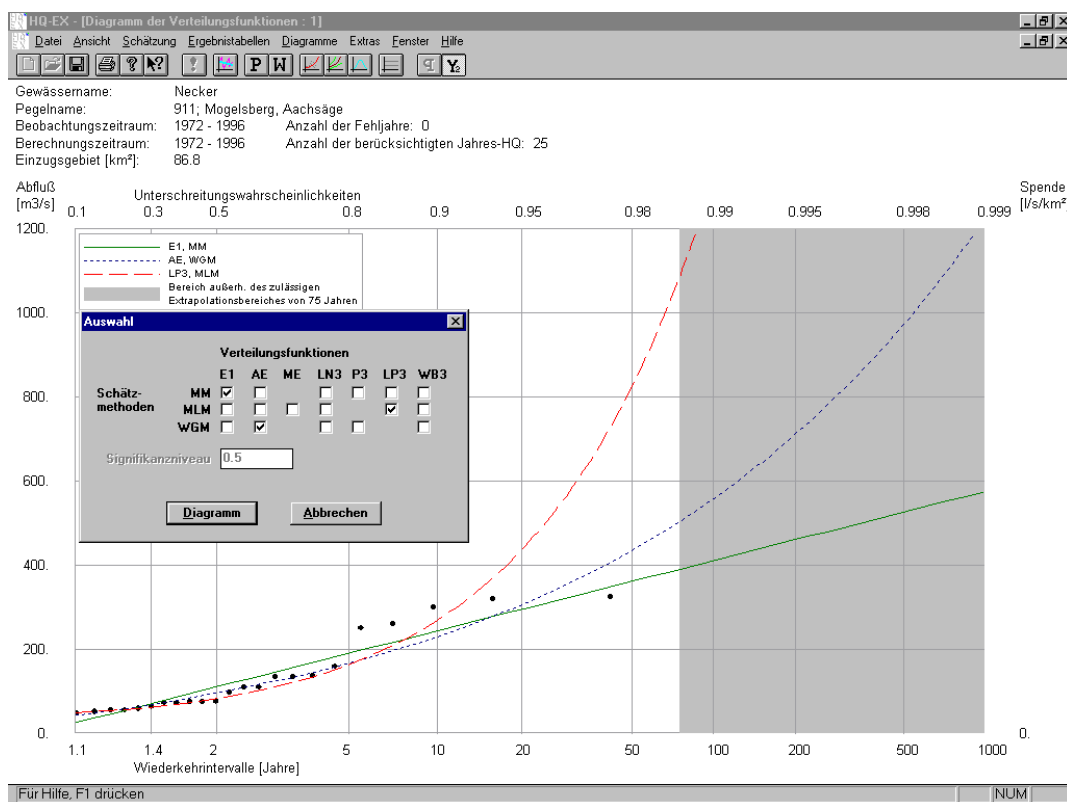 HQ-EX - [Diagramm der Verteilungsfunktionen : 1]
Datei Ansicht Schätzung Ergebnistabellen Diagramme Extras Fenster Hilfe
P W Y₂
Gewässername: Necker
Pegelname: 911; Mogelsberg, Aachsäge
Beobachtungszeitraum: 1972 - 1996 Anzahl der Fehljahre: 0
Berechnungszeitraum: 1972 - 1996 Anzahl der berücksichtigten Jahres-HQ: 25
Einzugsgebiet [km²]: 86.8
Abfluß
[m3/s]
Unterschreitungswahrscheinlichkeiten
Spende
[l/s/km²]
0.1 0.3 0.5 0.8 0.9 0.95 0.98 0.99 0.995 0.998 0.999
1200. 1200.
E1, MM
AE, WGM
LP3, MLM
Bereich außerh. des zulässigen
Extrapolationsbereiches von 75 Jahren
1000.
Auswahl
Verteilungsfunktionen
E1 AE ME LN3 P3 LP3 WB3
Schätz-
methoden
MM
MLM
WGM
Signifikanzniveau 0.5
Diagramm Abbrechen
800.
600.
400.
200.
0. 0.
1.1 1.4 2 5 10 20 50 100 200 500 1000
Wiederkehrintervalle [Jahre]
Für Hilfe, F1 drücken NUM